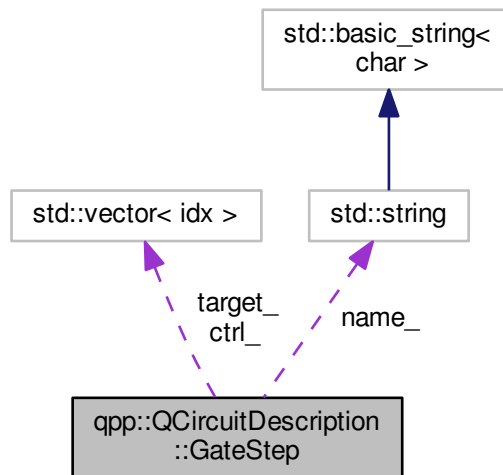 std::basic_string<
char >
std::vector< idx >
std::string
target_
ctrl_
name_
qpp::QCircuitDescription
::GateStep